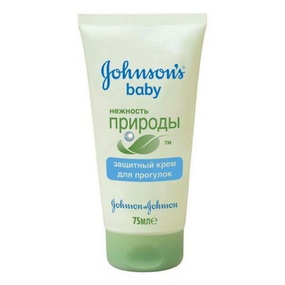 Johnson's
baby
нежность
природы
™
защитный крем
для прогулок
Johnson&Johnson
75мл℮